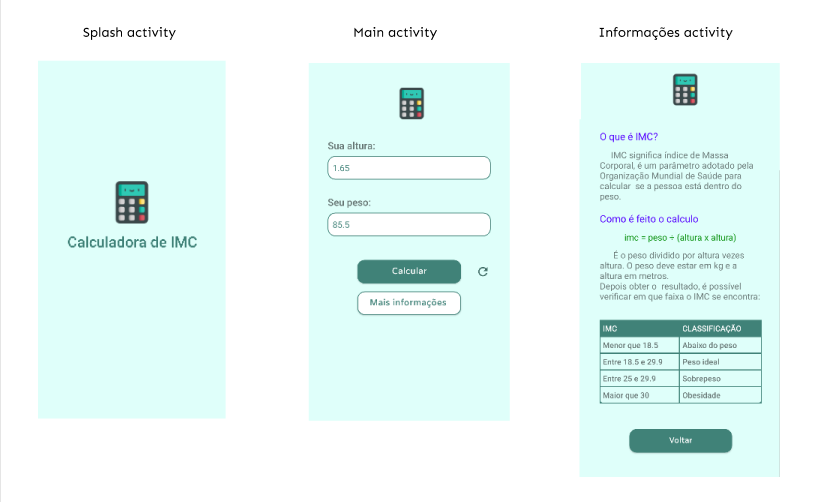 Splash activity
Main activity
Informações activity
Calculadora de IMC
Sua altura:
1.65
Seu peso:
85.5
Calcular
Mais informações
O que é IMC?
IMC significa índice de Massa
Corporal, é um parâmetro adotado pela
Organização Mundial de Saúde para
calcular se a pessoa está dentro do
peso.
Como é feito o calculo
imc = peso ÷ (altura x altura)
É o peso dividido por altura vezes
altura. O peso deve estar em kg e a
altura em metros.
Depois obter o resultado, é possível
verificar em que faixa o IMC se encontra:
IMC CLASSIFICAÇÃO
Menor que 18.5 Abaixo do peso
Entre 18.5 e 29.9 Peso ideal
Entre 25 e 29.9 Sobrepeso
Maior que 30 Obesidade
Voltar